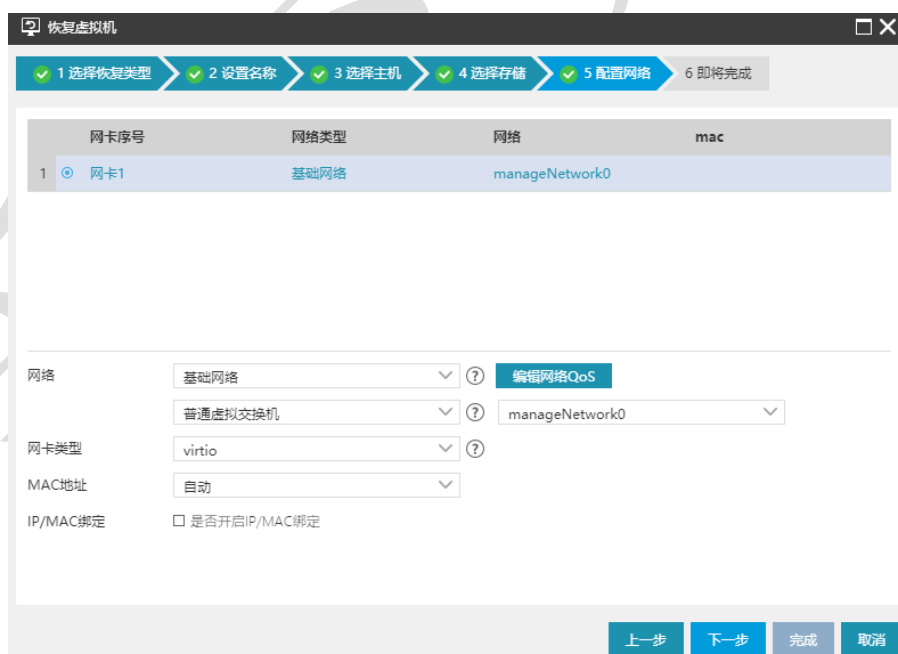 恢复虚拟机
1 选择恢复类型 2 设置名称 3 选择主机 4 选择存储 5 配置网络 6 即将完成
网卡序号 网络类型 网络 mac
1 网卡1 基础网络 manageNetwork0
网络 基础网络 ? 编辑网络QoS
普通虚拟交换机 ? manageNetwork0
网卡类型 virtio ?
MAC地址 自动
IP/MAC绑定 是否开启IP/MAC绑定
上一步 下一步 完成 取消